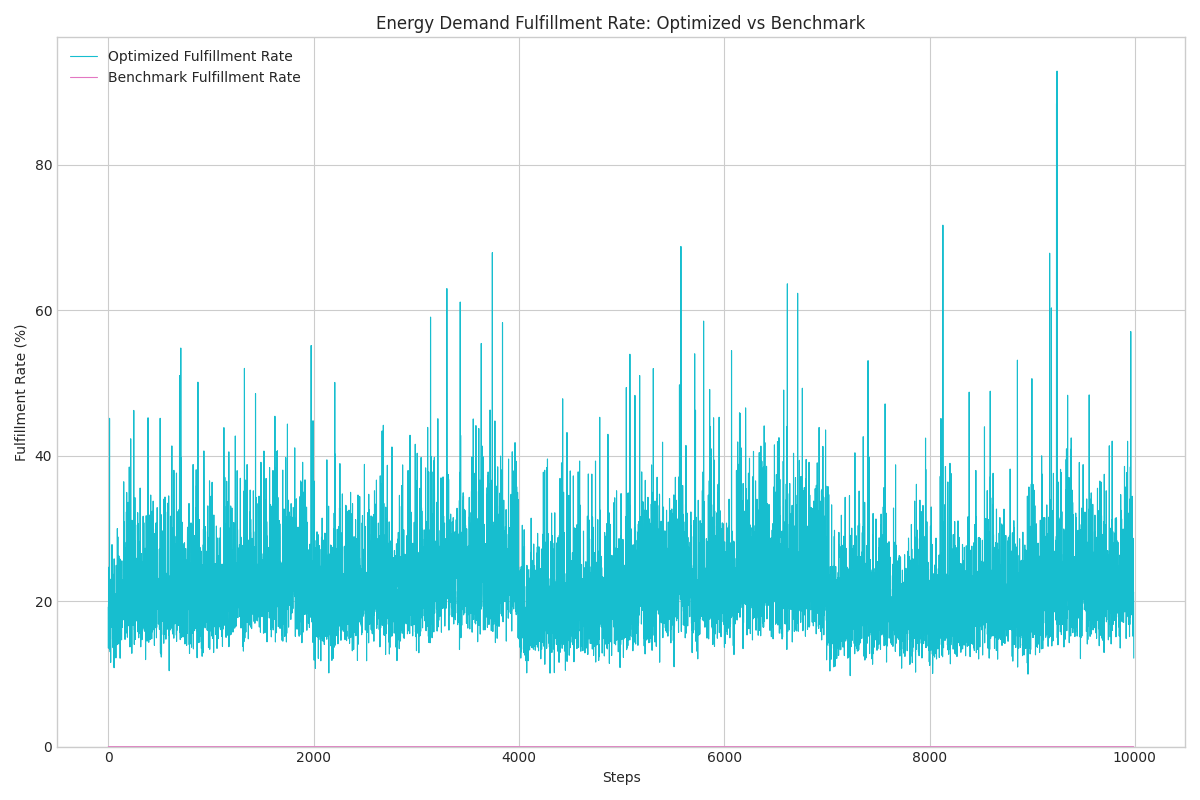 Energy Demand Fulfillment Rate: Optimized vs Benchmark
Optimized Fulfillment Rate
Benchmark Fulfillment Rate
Fulfillment Rate (%)
80
60
40
20
0
0 2000 4000 6000 8000 10000
Steps